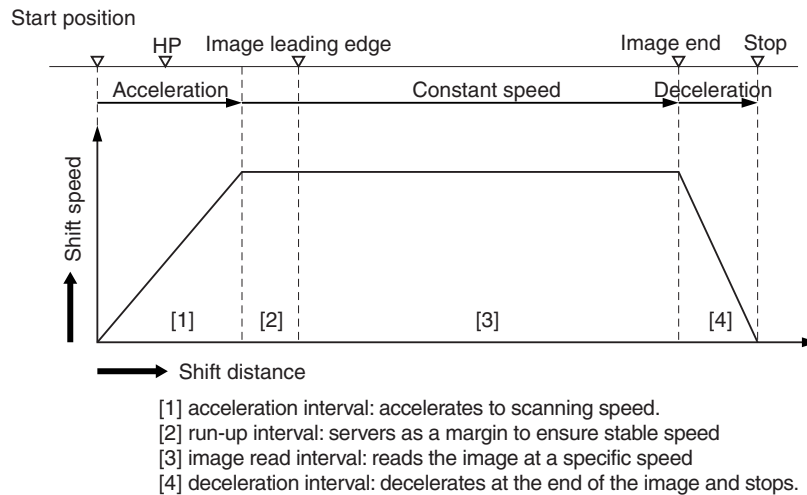 Start position
HP
Image leading edge
Image end
Stop
Acceleration
Constant speed
Deceleration
Shift speed
[1]
[2]
[3]
[4]
Shift distance
[1] acceleration interval: accelerates to scanning speed.
[2] run-up interval: servers as a margin to ensure stable speed
[3] image read interval: reads the image at a specific speed
[4] deceleration interval: decelerates at the end of the image and stops.